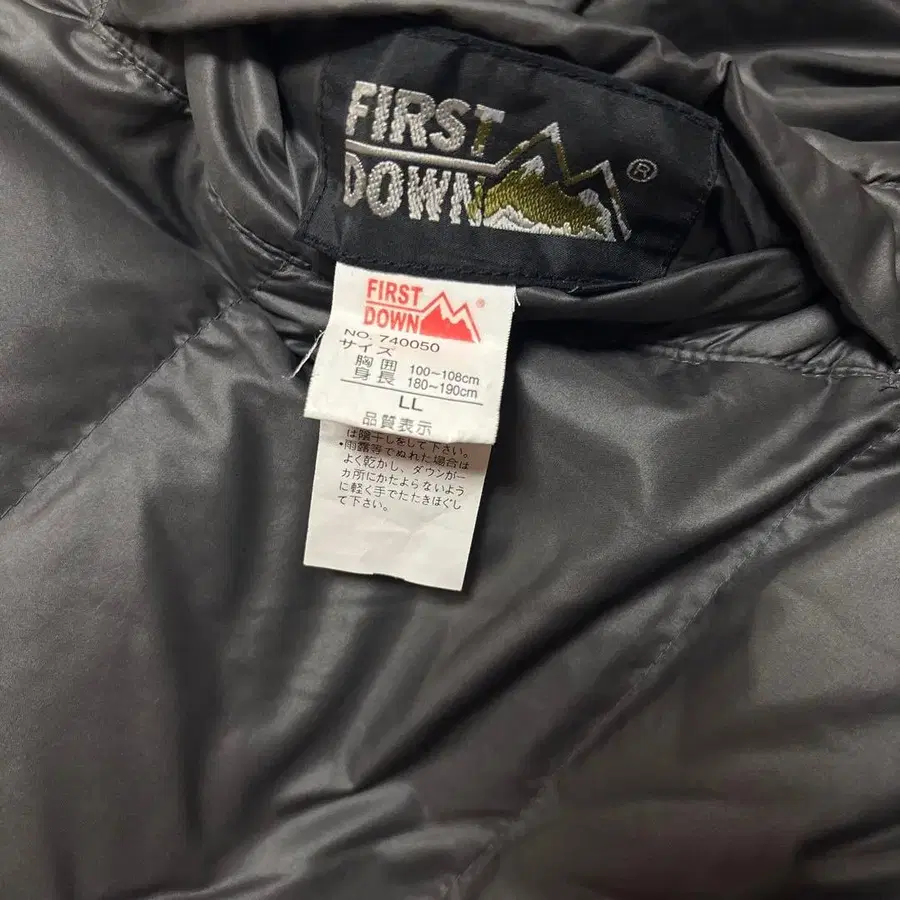 FIRST
DOWN
®
FIRST
DOWN
®
NO. 740050
サイズ
胸囲 100~108cm
身長 180~190cm
LL
品質表示
は陰干しをして下さい。
•雨露等でぬれた場合は
よく乾かし、ダウンが一
カ所にかたよらないよう
に軽く手でたたきほぐし
て下さい。